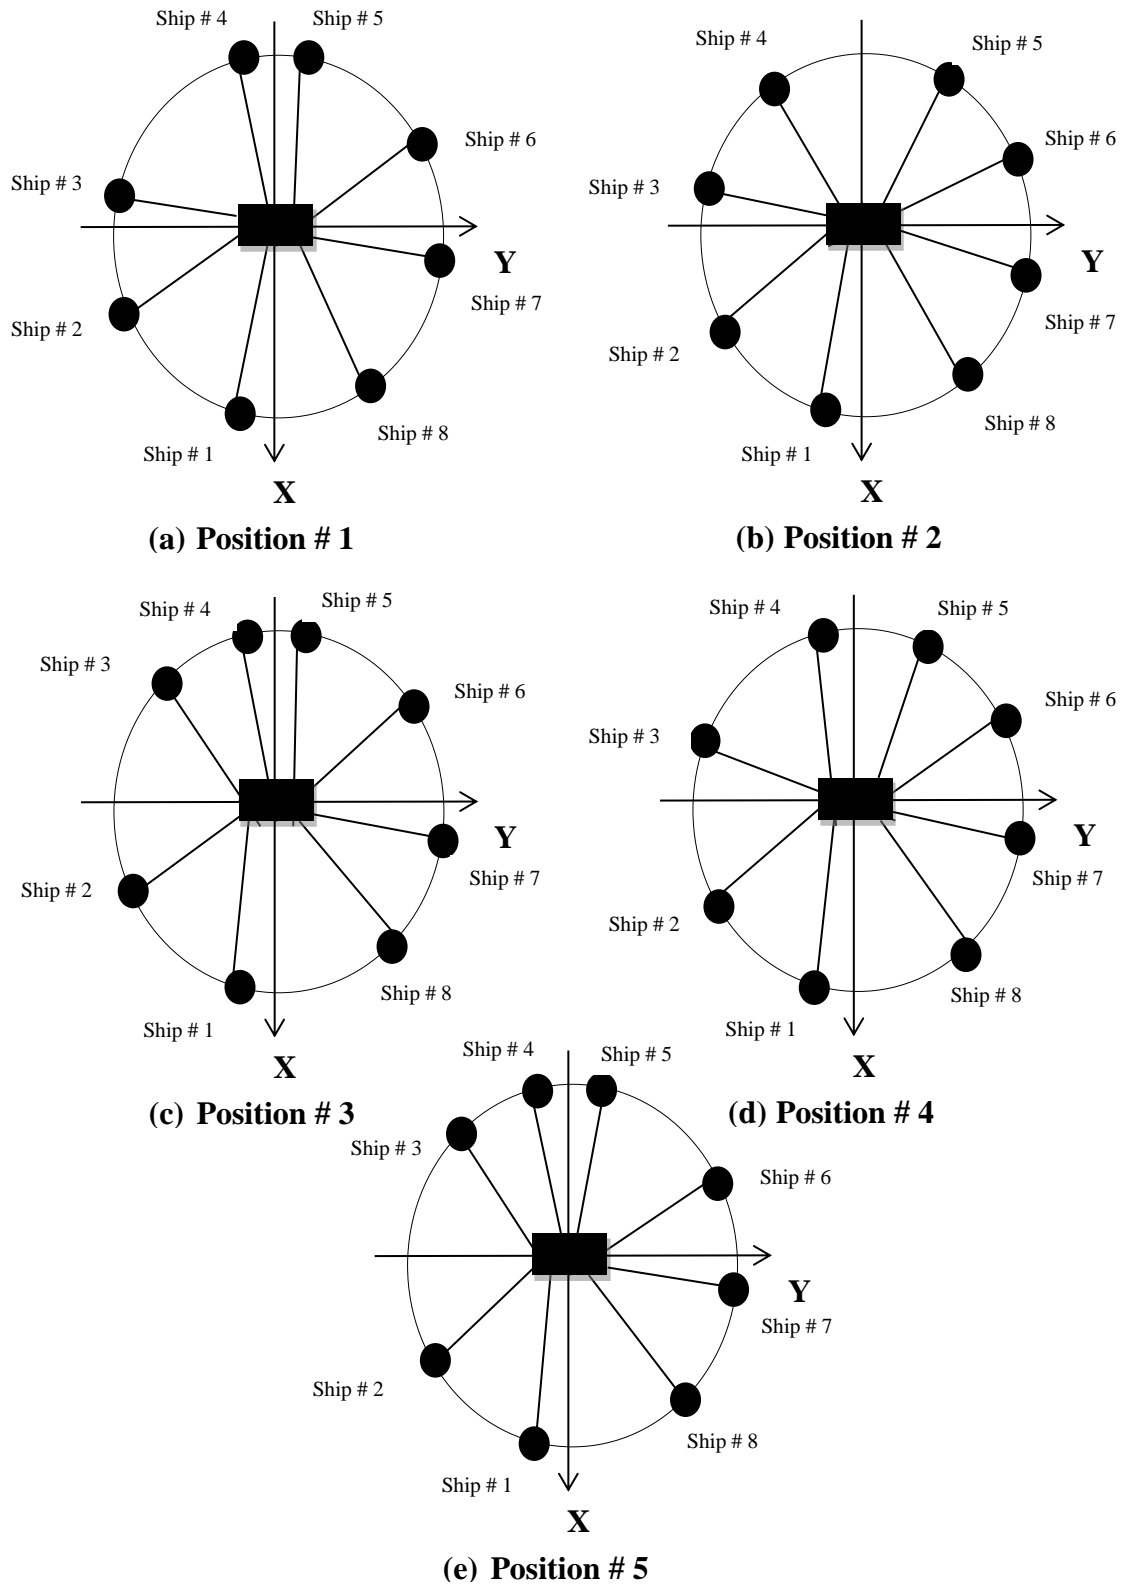 Ship # 4
Ship # 5
Ship # 6
Ship # 3
Y
Ship # 7
Ship # 2
Ship # 8
Ship # 1
X
(a) Position # 1
Ship # 4
Ship # 5
Ship # 6
Ship # 3
Y
Ship # 7
Ship # 2
Ship # 8
Ship # 1
X
(b) Position # 2
Ship # 4
Ship # 5
Ship # 3
Ship # 6
Y
Ship # 7
Ship # 2
Ship # 8
Ship # 1
X
(c) Position # 3
Ship # 4
Ship # 5
Ship # 6
Ship # 3
Y
Ship # 7
Ship # 2
Ship # 8
Ship # 1
X
(d) Position # 4
Ship # 4
Ship # 5
Ship # 3
Ship # 6
Y
Ship # 7
Ship # 2
Ship # 8
Ship # 1
X
(e) Position # 5